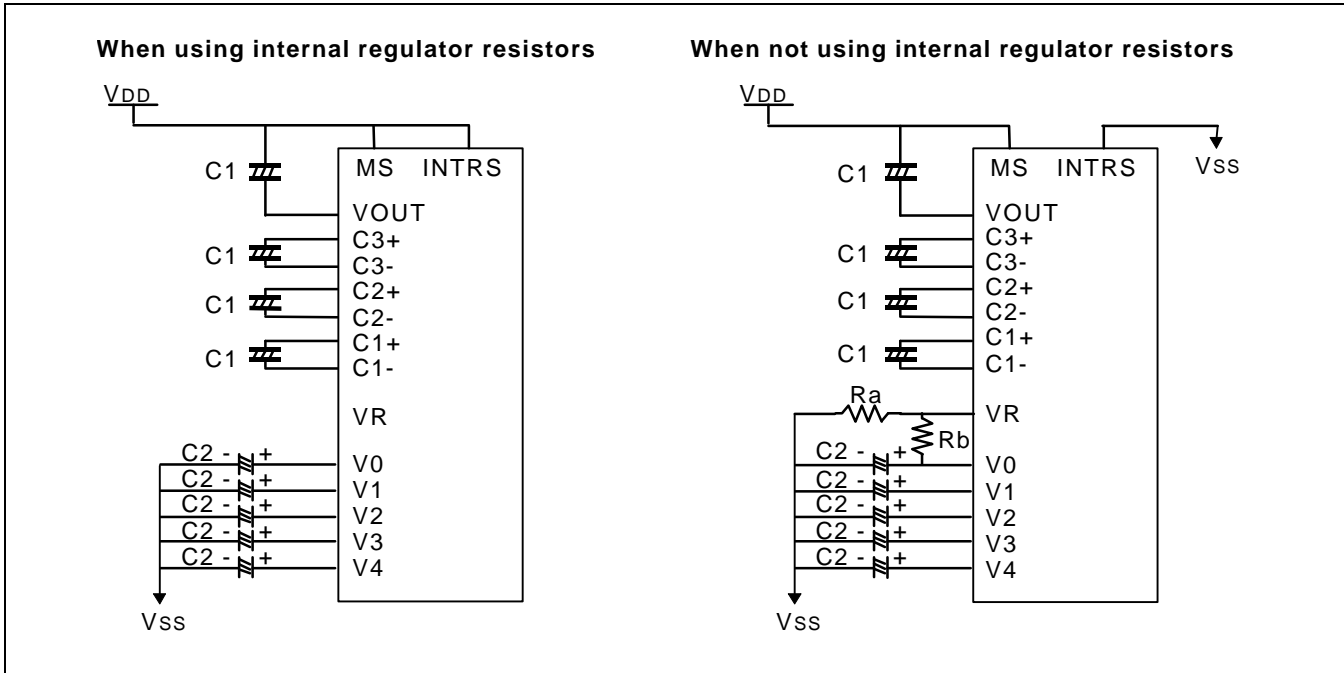 When using internal regulator resistors
VDD
MS INTRS
C1
VOUT
C3+
C1
C3-
C2+
C1
C2-
C1+
C1
C1-
VR
C2 - +
V0
C2 - +
V1
C2 - +
V2
C2 - +
V3
C2 - +
V4
VSS
When not using internal regulator resistors
VDD
MS INTRS
VSS
C1
VOUT
C3+
C1
C3-
C2+
C1
C2-
C1+
C1
C1-
Ra
VR
Rb
C2 - +
V0
C2 - +
V1
C2 - +
V2
C2 - +
V3
C2 - +
V4
VSS